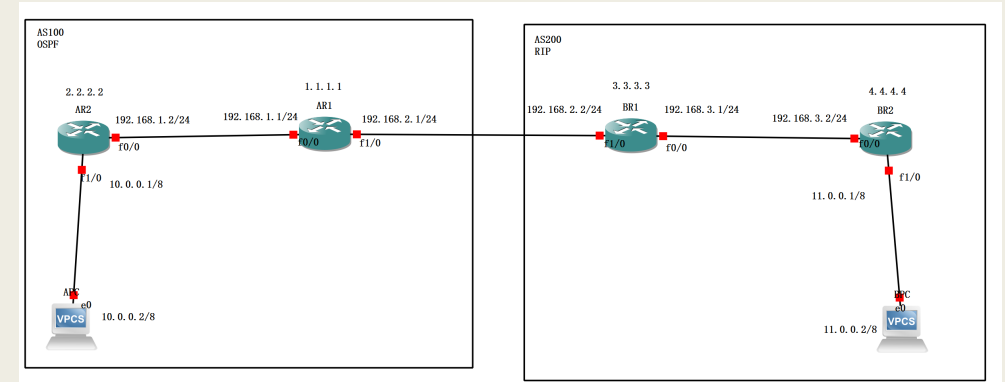 AS100
OSPF
AS200
RIP
2.2.2.2
AR2
1.1.1.1
AR1
3.3.3.3
BR1
4.4.4.4
BR2
192.168.1.2/24
192.168.1.1/24
192.168.2.1/24
192.168.2.2/24
192.168.3.1/24
192.168.3.2/24
f0/0
f0/0
f1/0
f1/0
f0/0
f0/0
f1/0
10.0.0.1/8
f1/0
11.0.0.1/8
APC
e0
VPCS
10.0.0.2/8
BPC
e0
VPCS
11.0.0.2/8